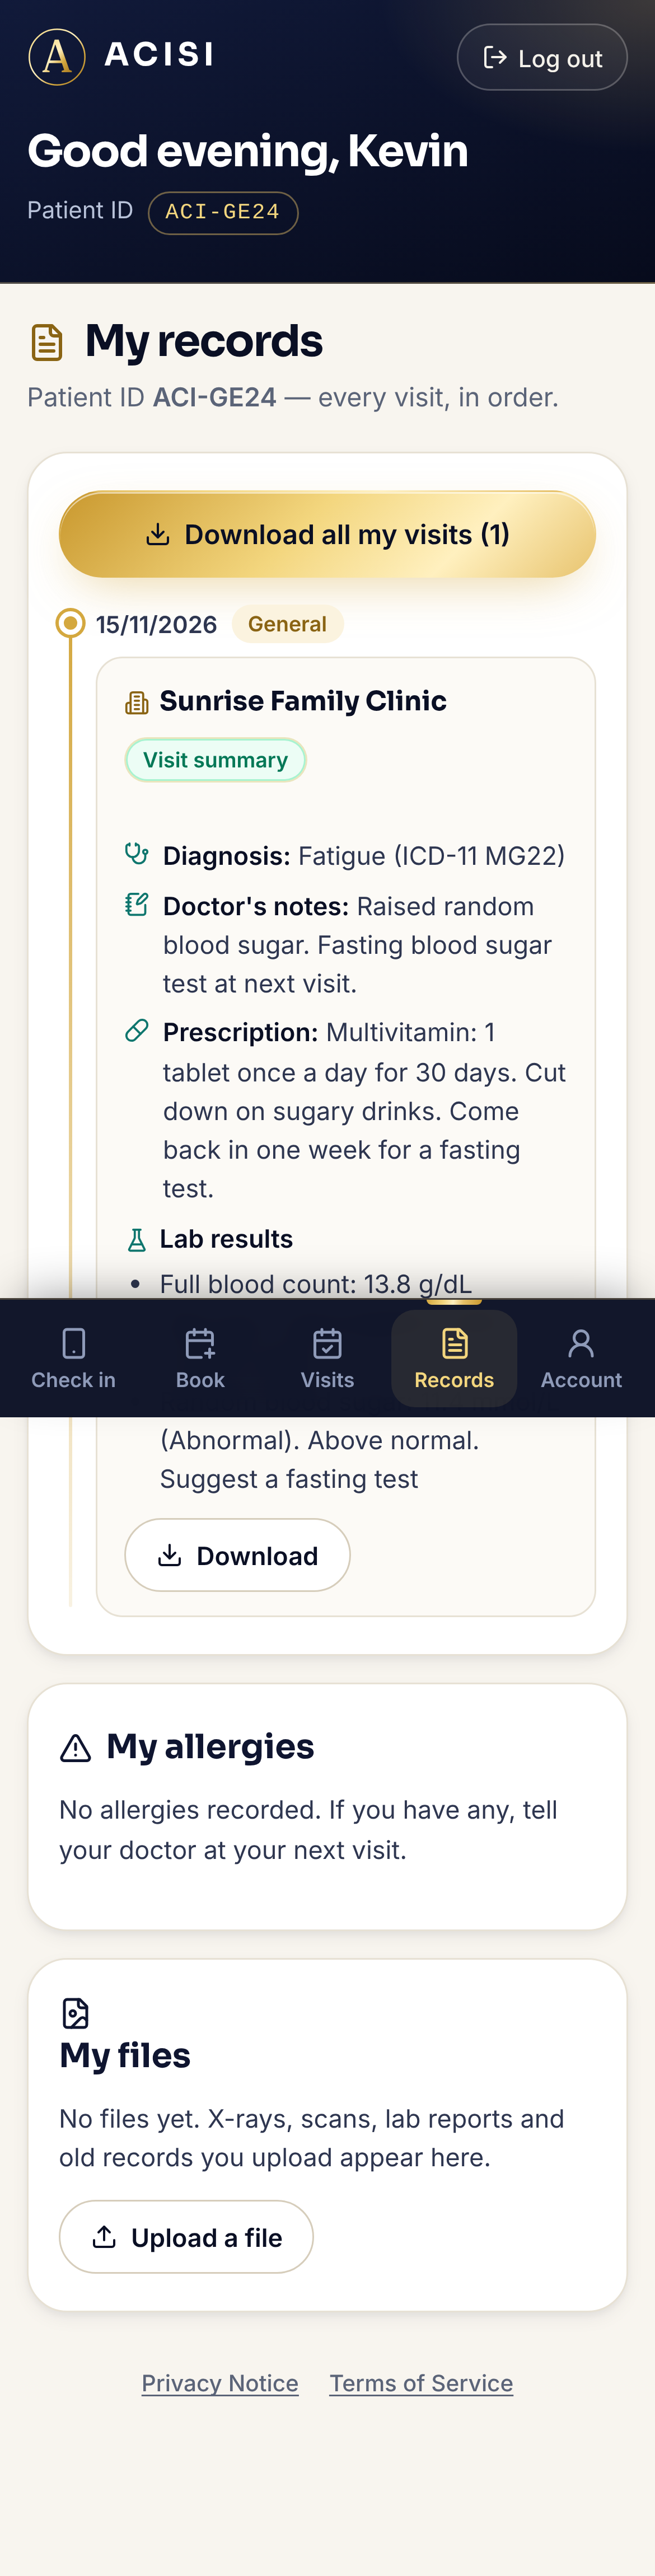 A ACISI
Log out
Good evening, Kevin
Patient ID ACI-GE24
My records
Patient ID ACI-GE24 — every visit, in order.
Download all my visits (1)
15/11/2026 General
Sunrise Family Clinic
Visit summary
Diagnosis: Fatigue (ICD-11 MG22)
Doctor's notes: Raised random
blood sugar. Fasting blood sugar
test at next visit.
Prescription: Multivitamin: 1
tablet once a day for 30 days. Cut
down on sugary drinks. Come
back in one week for a fasting
test.
Lab results
• Full blood count: 13.8 g/dL
Check in Book Visits Records Account
(Abnormal). Above normal.
Suggest a fasting test
Download
My allergies
No allergies recorded. If you have any, tell
your doctor at your next visit.
My files
No files yet. X-rays, scans, lab reports and
old records you upload appear here.
Upload a file
Privacy Notice Terms of Service